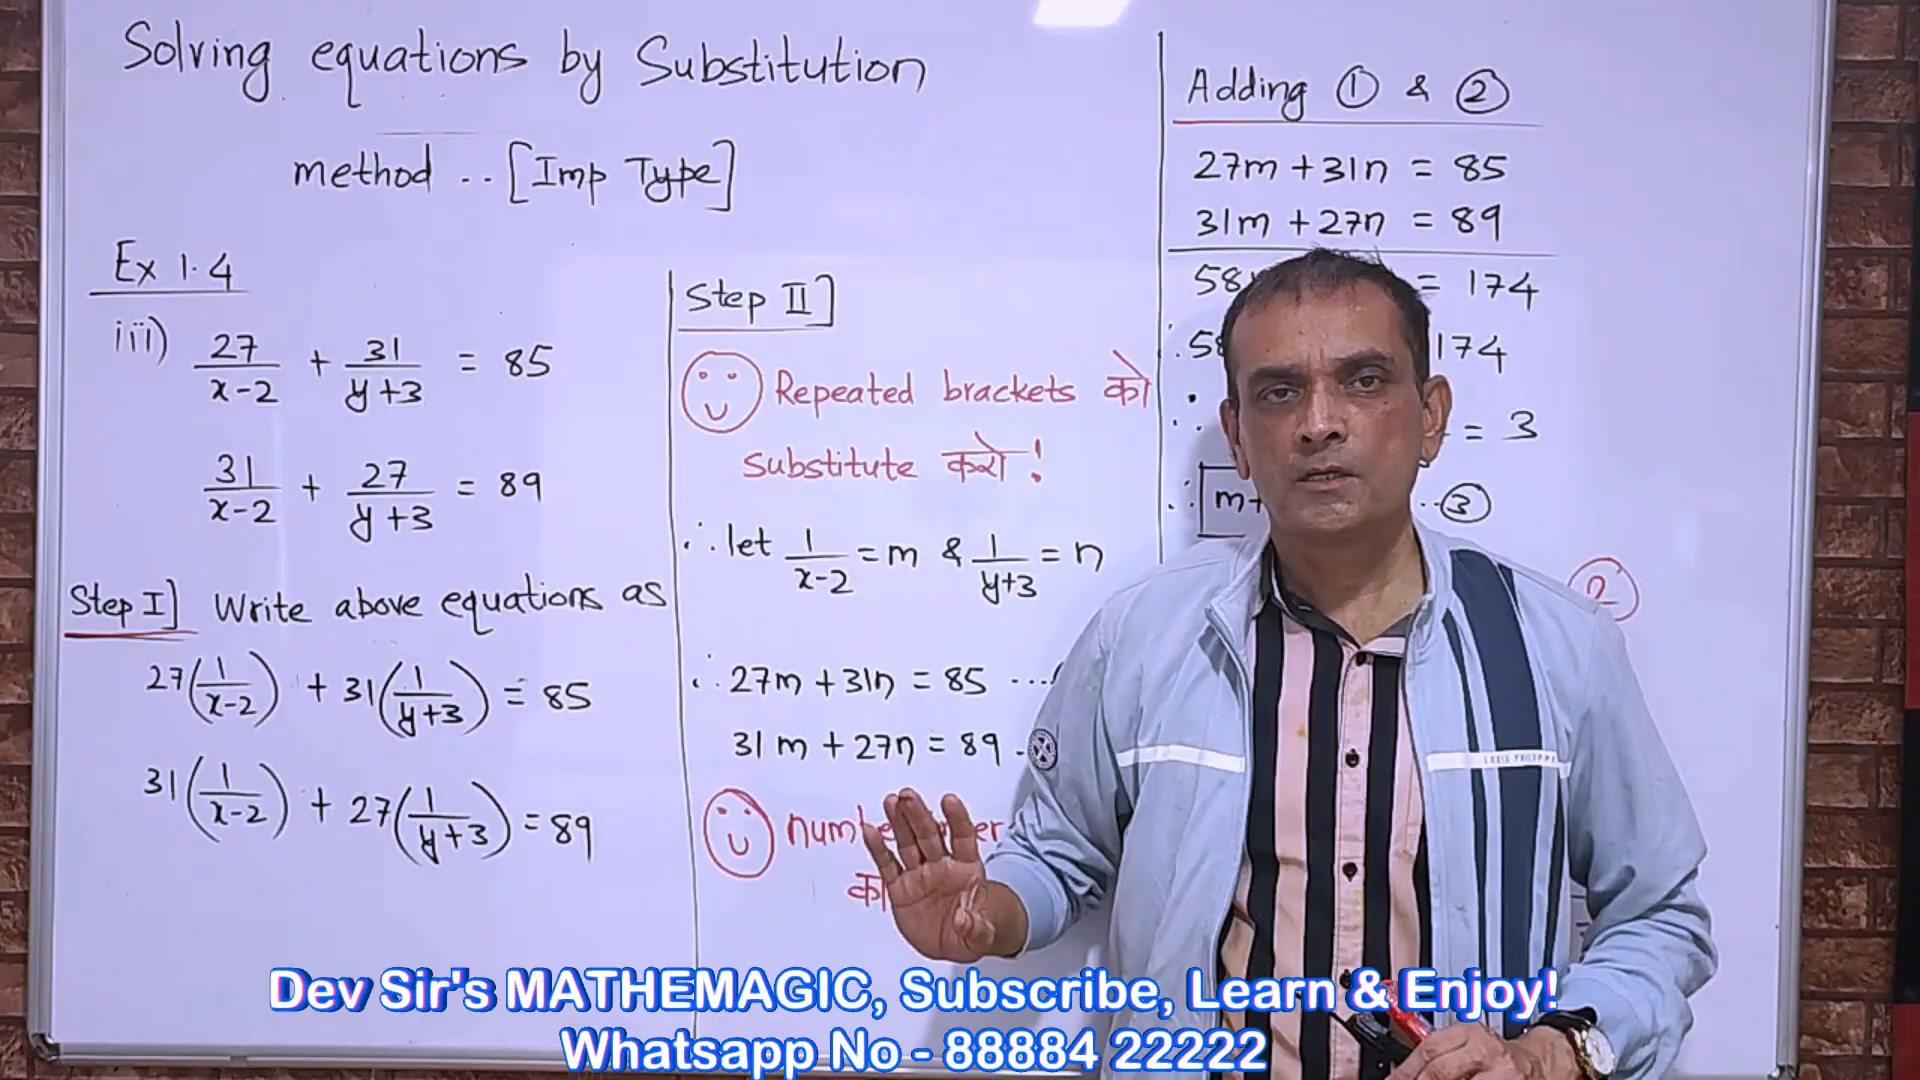 Solving equations by Substitution
method .. [Imp Type]
Ex 1.4
iii) 27/(x-2) + 31/(y+3) = 85
31/(x-2) + 27/(y+3) = 89
Step I] Write above equations as
27(1/(x-2)) + 31(1/(y+3)) = 85
31(1/(x-2)) + 27(1/(y+3)) = 89
Step II]
Repeated brackets को
substitute करो!
∴ let 1/(x-2) = m & 1/(y+3) = n
∴ 27m + 31n = 85 ...
31m + 27n = 89 .
का
Adding ① & ②
27m + 31n = 85
31m + 27n = 89
58 = 174
∴ 58 174
∴ = 3
∴ m+ ..③
②
LOUIS PHILIPPE
Dev Sir's MATHEMAGIC, Subscribe, Learn & Enjoy!
Whatsapp No - 88884 22222